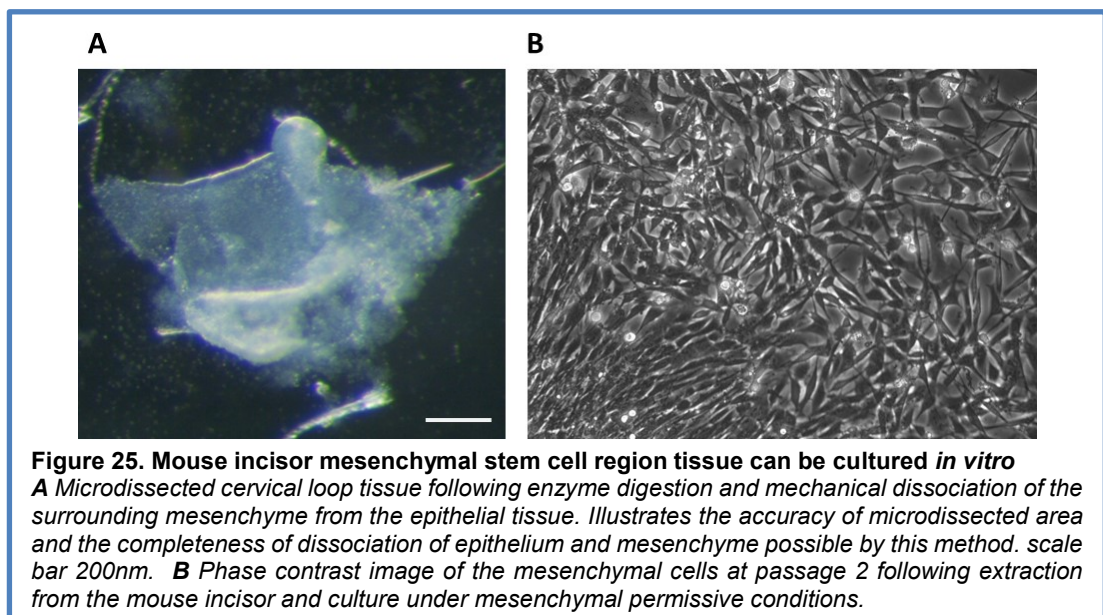 A
B
Figure 25. Mouse incisor mesenchymal stem cell region tissue can be cultured in vitro
A Microdissected cervical loop tissue following enzyme digestion and mechanical dissociation of the
surrounding mesenchyme from the epithelial tissue. Illustrates the accuracy of microdissected area
and the completeness of dissociation of epithelium and mesenchyme possible by this method. scale
bar 200nm. B Phase contrast image of the mesenchymal cells at passage 2 following extraction
from the mouse incisor and culture under mesenchymal permissive conditions.